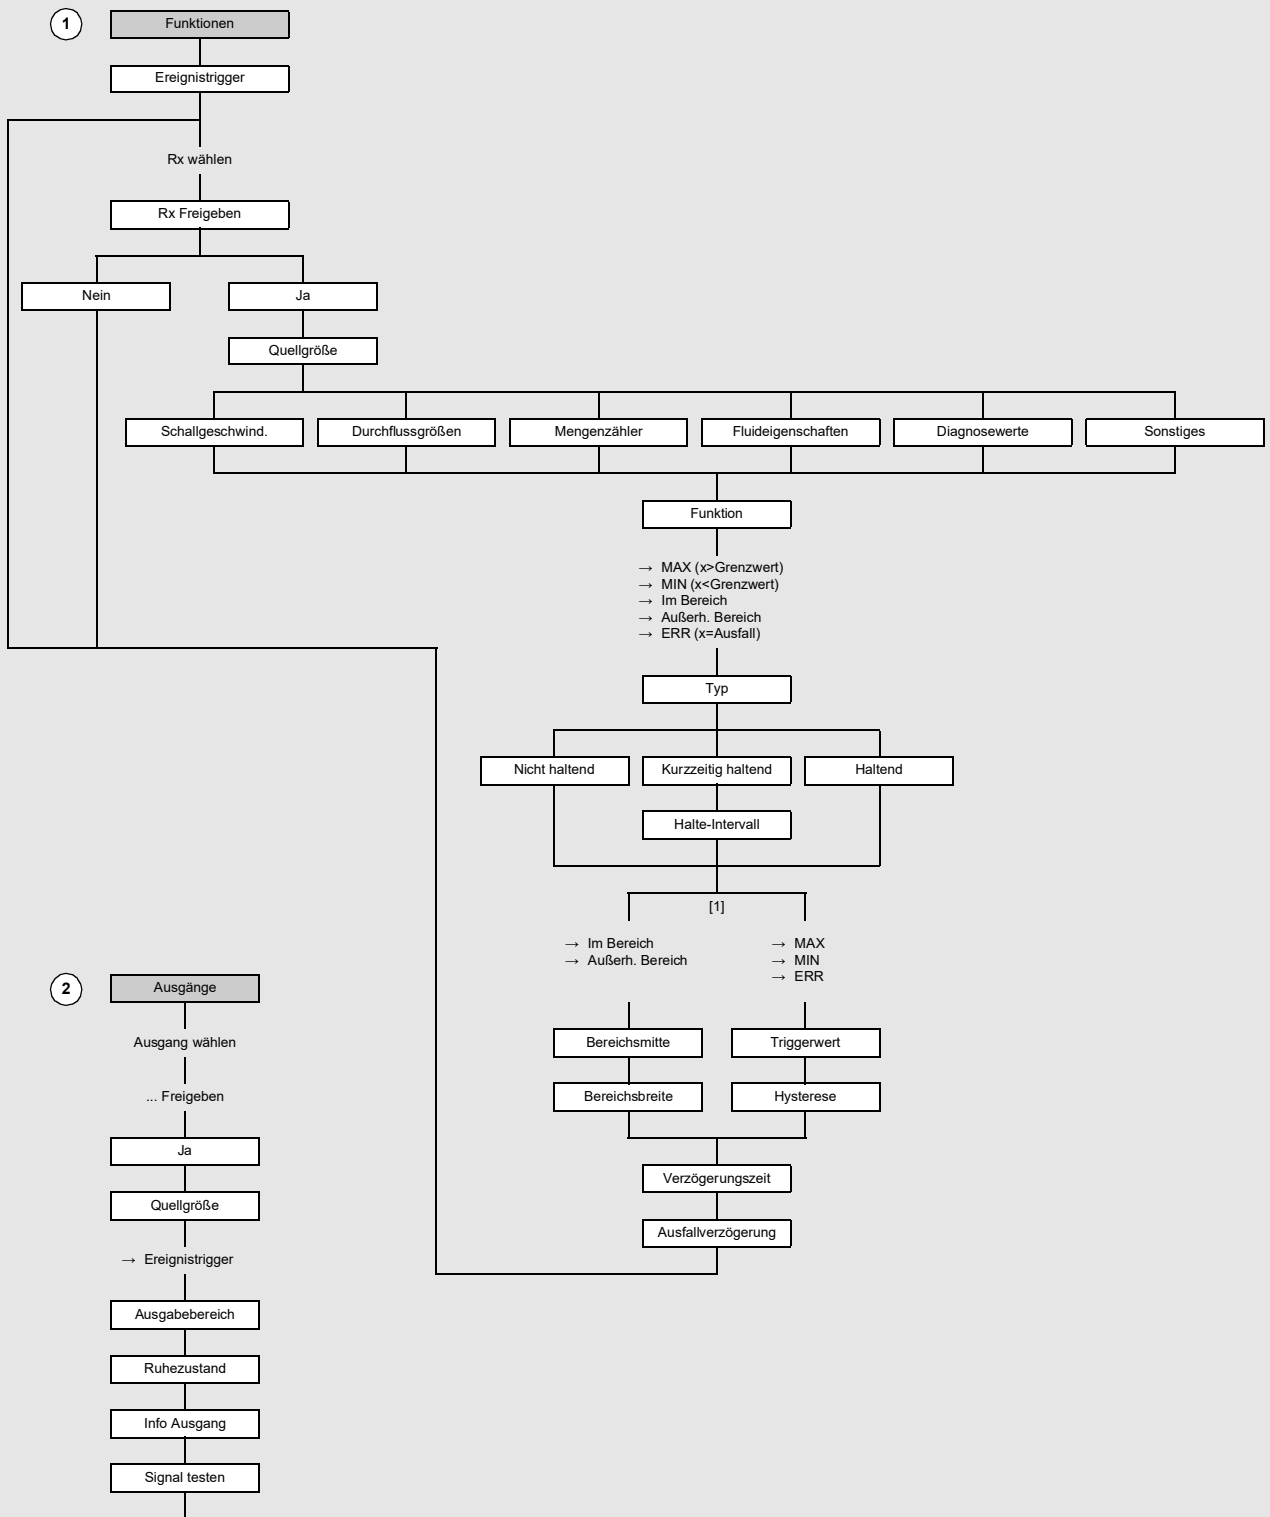 1
Funktionen
Ereignistrigger
Rx wählen
Rx Freigeben
Nein
Ja
Quellgröße
Schallgeschwind.
Durchflussgrößen
Mengenzähler
Fluideigenschaften
Diagnosewerte
Sonstiges
Funktion
→ MAX (x>Grenzwert)
→ MIN (x<Grenzwert)
→ Im Bereich
→ Außerh. Bereich
→ ERR (x=Ausfall)
Typ
Nicht haltend
Kurzzeitig haltend
Haltend
Halte-Intervall
[1]
→ Im Bereich
→ Außerh. Bereich
→ MAX
→ MIN
→ ERR
Bereichsmitte
Triggerwert
Bereichsbreite
Hysterese
Verzögerungszeit
Ausfallverzögerung
2
Ausgänge
Ausgang wählen
... Freigeben
Ja
Quellgröße
→ Ereignistrigger
Ausgabebereich
Ruhezustand
Info Ausgang
Signal testen